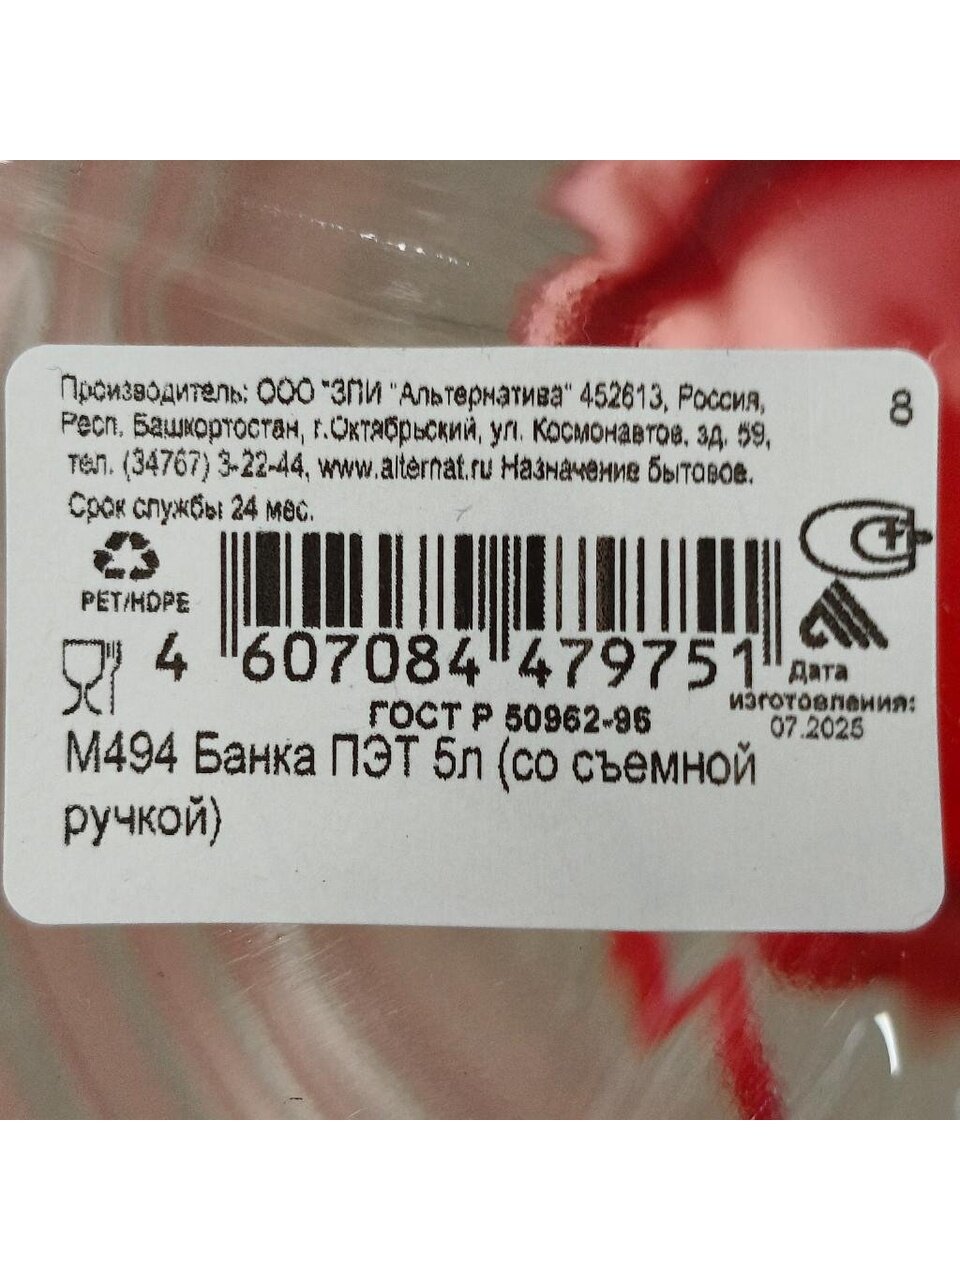 Производитель: ООО "ЗПИ "Альтернатива" 452613, Россия,
Респ. Башкортостан, г.Октябрьский, ул. Космонавтов, зд. 59,
тел. (34767) 3-22-44, www.alternat.ru Назначение бытовое.
Срок службы 24 мес.
8
PET/HDPE
4 607084 479751
Дата
изготовления:
07.2025
ГОСТ Р 50962-96
М494 Банка ПЭТ 5л (со съемной
ручкой)